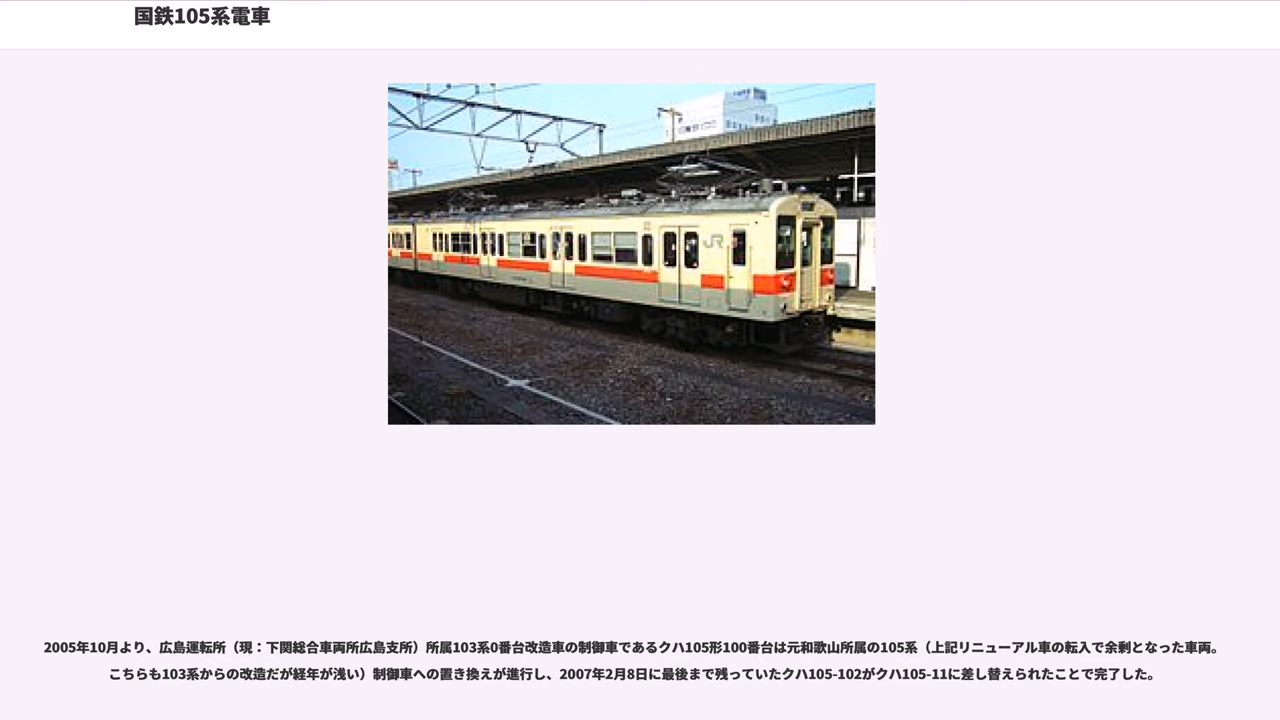 国鉄105系電車
JR
2005年10月より、広島運転所（現：下関総合車両所広島支所）所属103系0番台改造車の制御車であるクハ105形100番台は元和歌山所属の105系（上記リニューアル車の転入で余剰となった車両。
こちらも103系からの改造だが経年が浅い）制御車への置き換えが進行し、2007年2月8日に最後まで残っていたクハ105-102がクハ105-11に差し替えられたことで完了した。